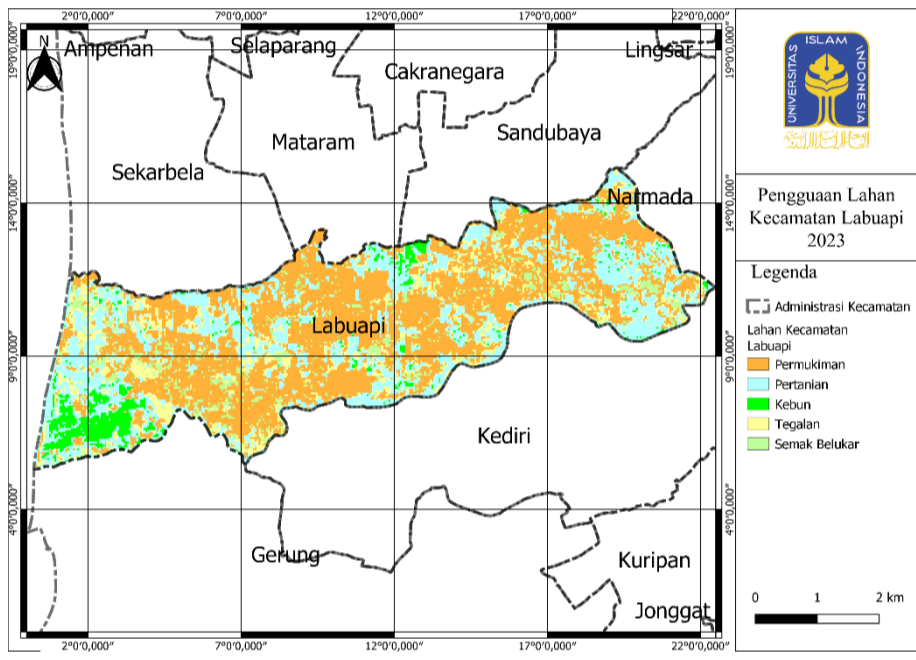 2°0'0,000" 7°0'0,000" 12°0'0,000" 17°0'0,000" 22°0'0,000"
19°0'0,000" 19°0'0,000"
N
Ampenan
Selaparang
Lingsar
Cakranegara
Sandubaya
Mataram
Sekarbela
14°0'0,000" 14°0'0,000"
Narmada
Labuapi
9°0'0,000" 9°0'0,000"
Kediri
4°0'0,000" 4°0'0,000"
Gerung
Kuripan
Jonggat
2°0'0,000" 7°0'0,000" 12°0'0,000" 17°0'0,000" 22°0'0,000"
UNIVERSITAS ISLAM INDONESIA
Pengguaan Lahan
Kecamatan Labuapi
2023
Legenda
Administrasi Kecamatan
Lahan Kecamatan
Labuapi
Permukiman
Pertanian
Kebun
Tegalan
Semak Belukar
0 1 2 km